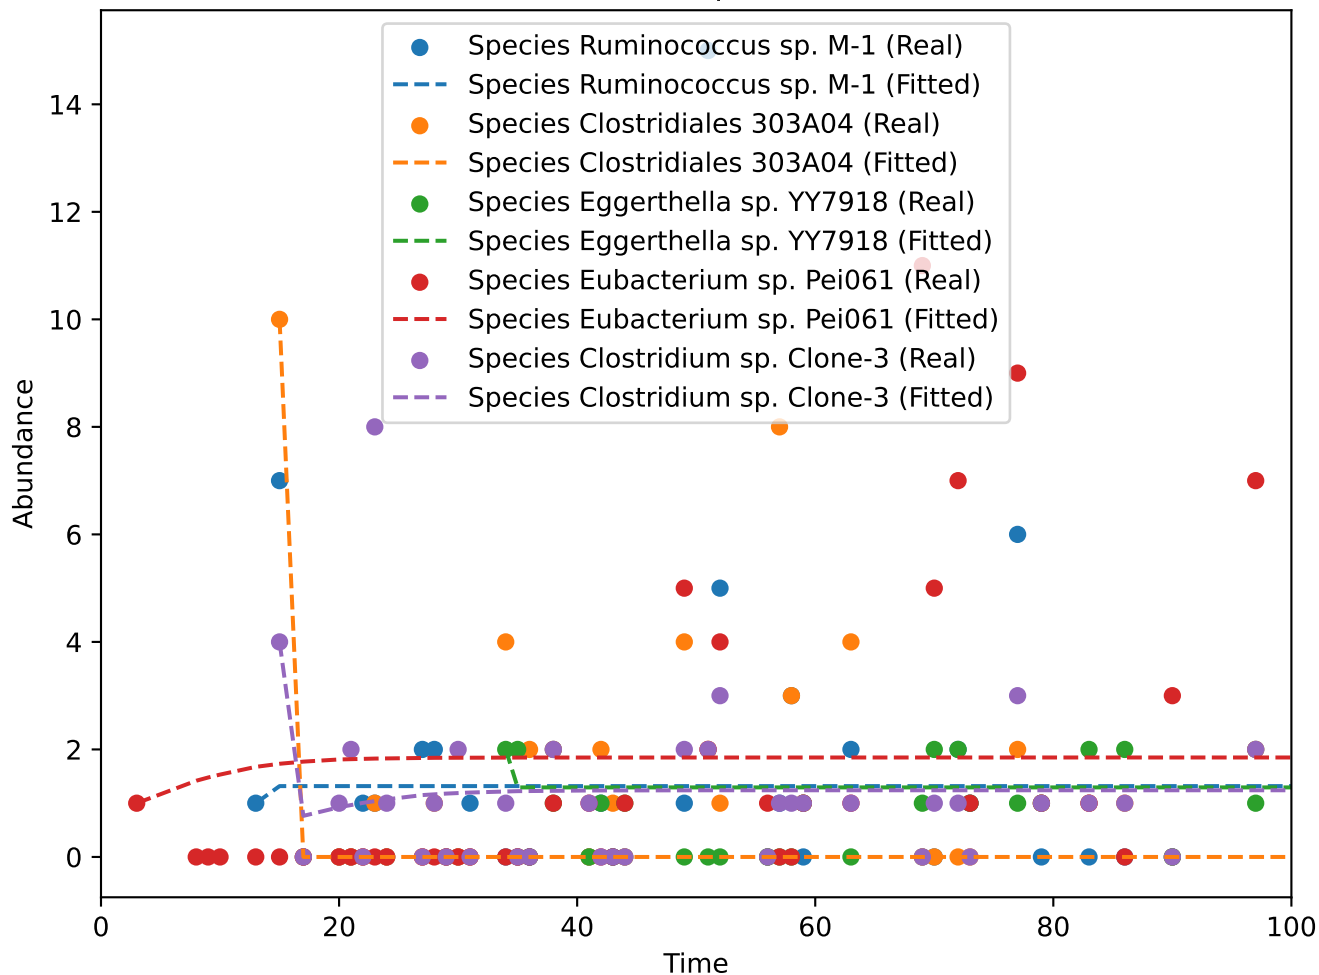 Species Ruminococcus sp. M-1 (Real)
Species Ruminococcus sp. M-1 (Fitted)
Species Clostridiales 303A04 (Real)
Species Clostridiales 303A04 (Fitted)
Species Eggerthella sp. YY7918 (Real)
Species Eggerthella sp. YY7918 (Fitted)
Species Eubacterium sp. Pei061 (Real)
Species Eubacterium sp. Pei061 (Fitted)
Species Clostridium sp. Clone-3 (Real)
Species Clostridium sp. Clone-3 (Fitted)
Abundance
14
12
10
8
6
4
2
0
0 20 40 60 80 100
Time